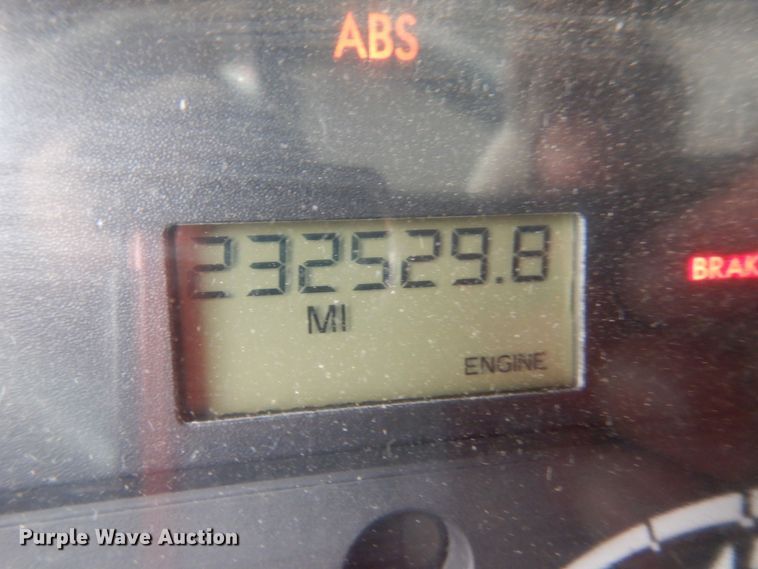 ABS
232529.8
BRAK
MI
ENGINE
Purple Wave Auction